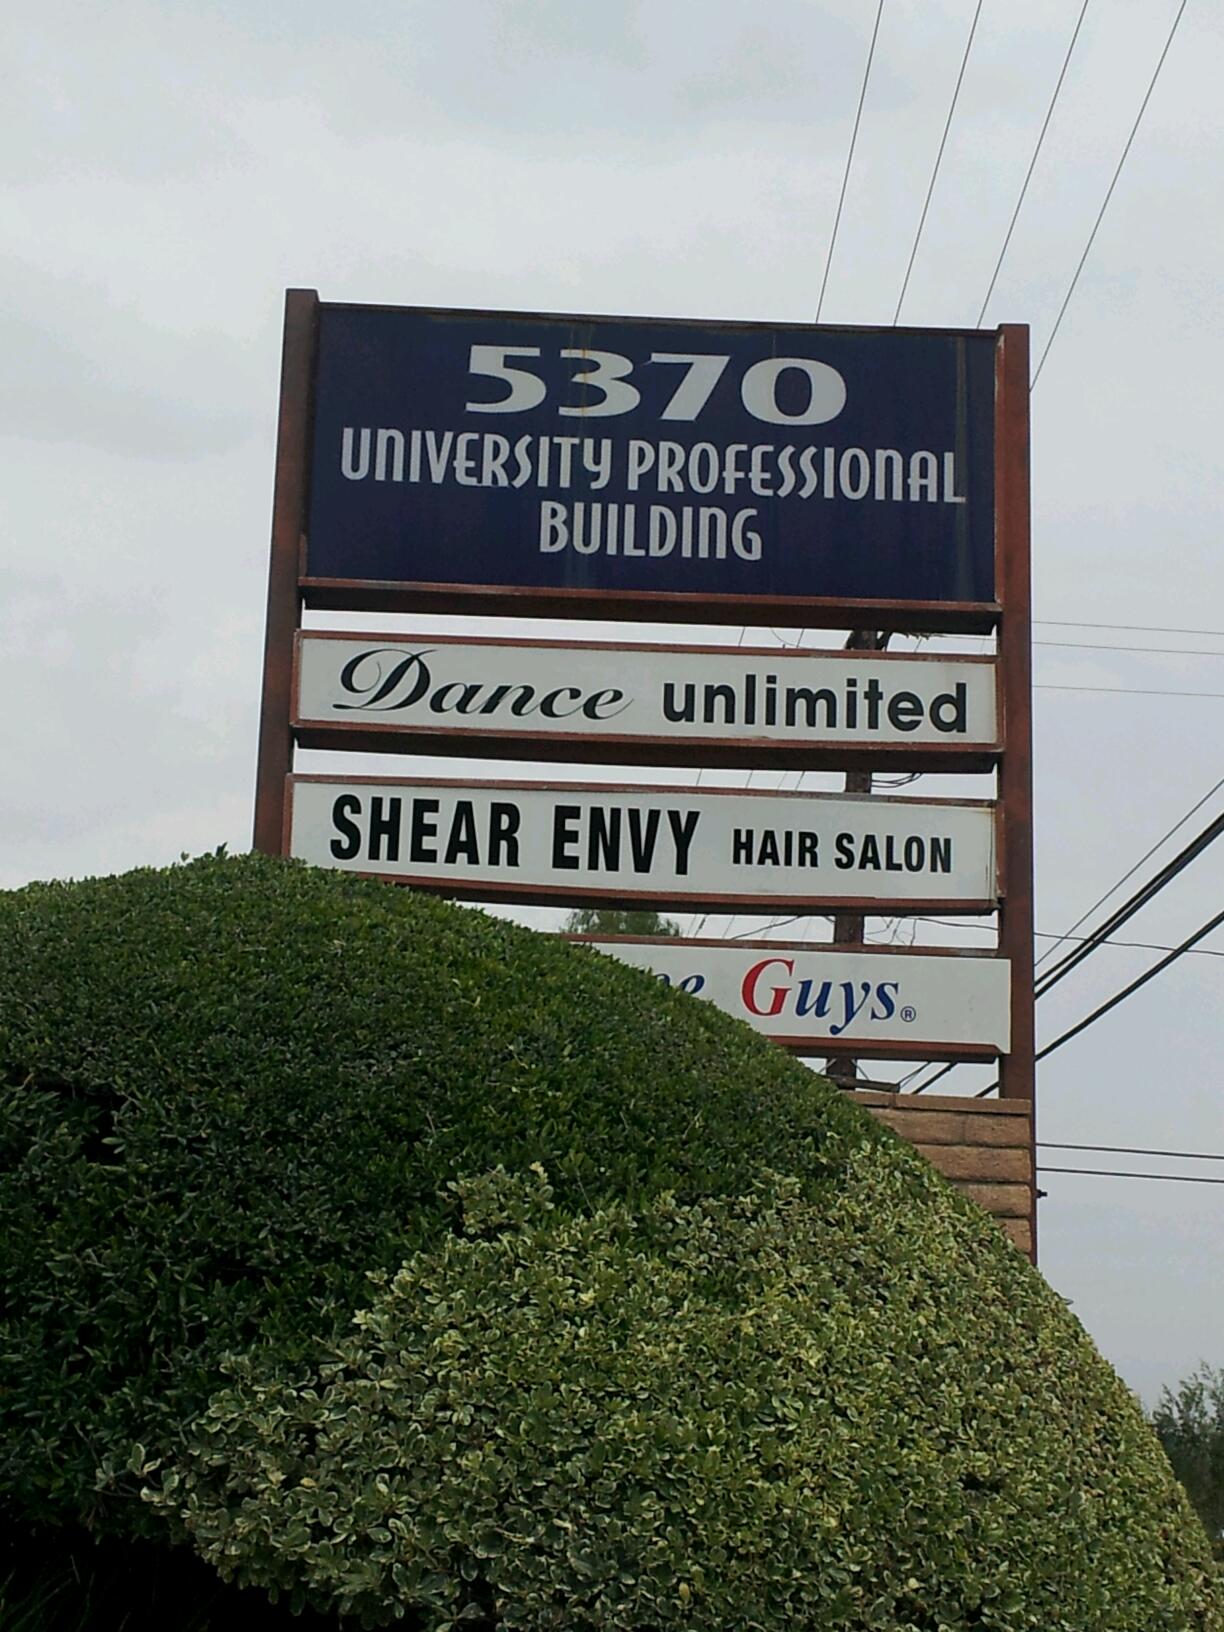 5370
UNIVERSITY PROFESSIONAL
BUILDING
Dance unlimited
SHEAR ENVY HAIR SALON
Guys®